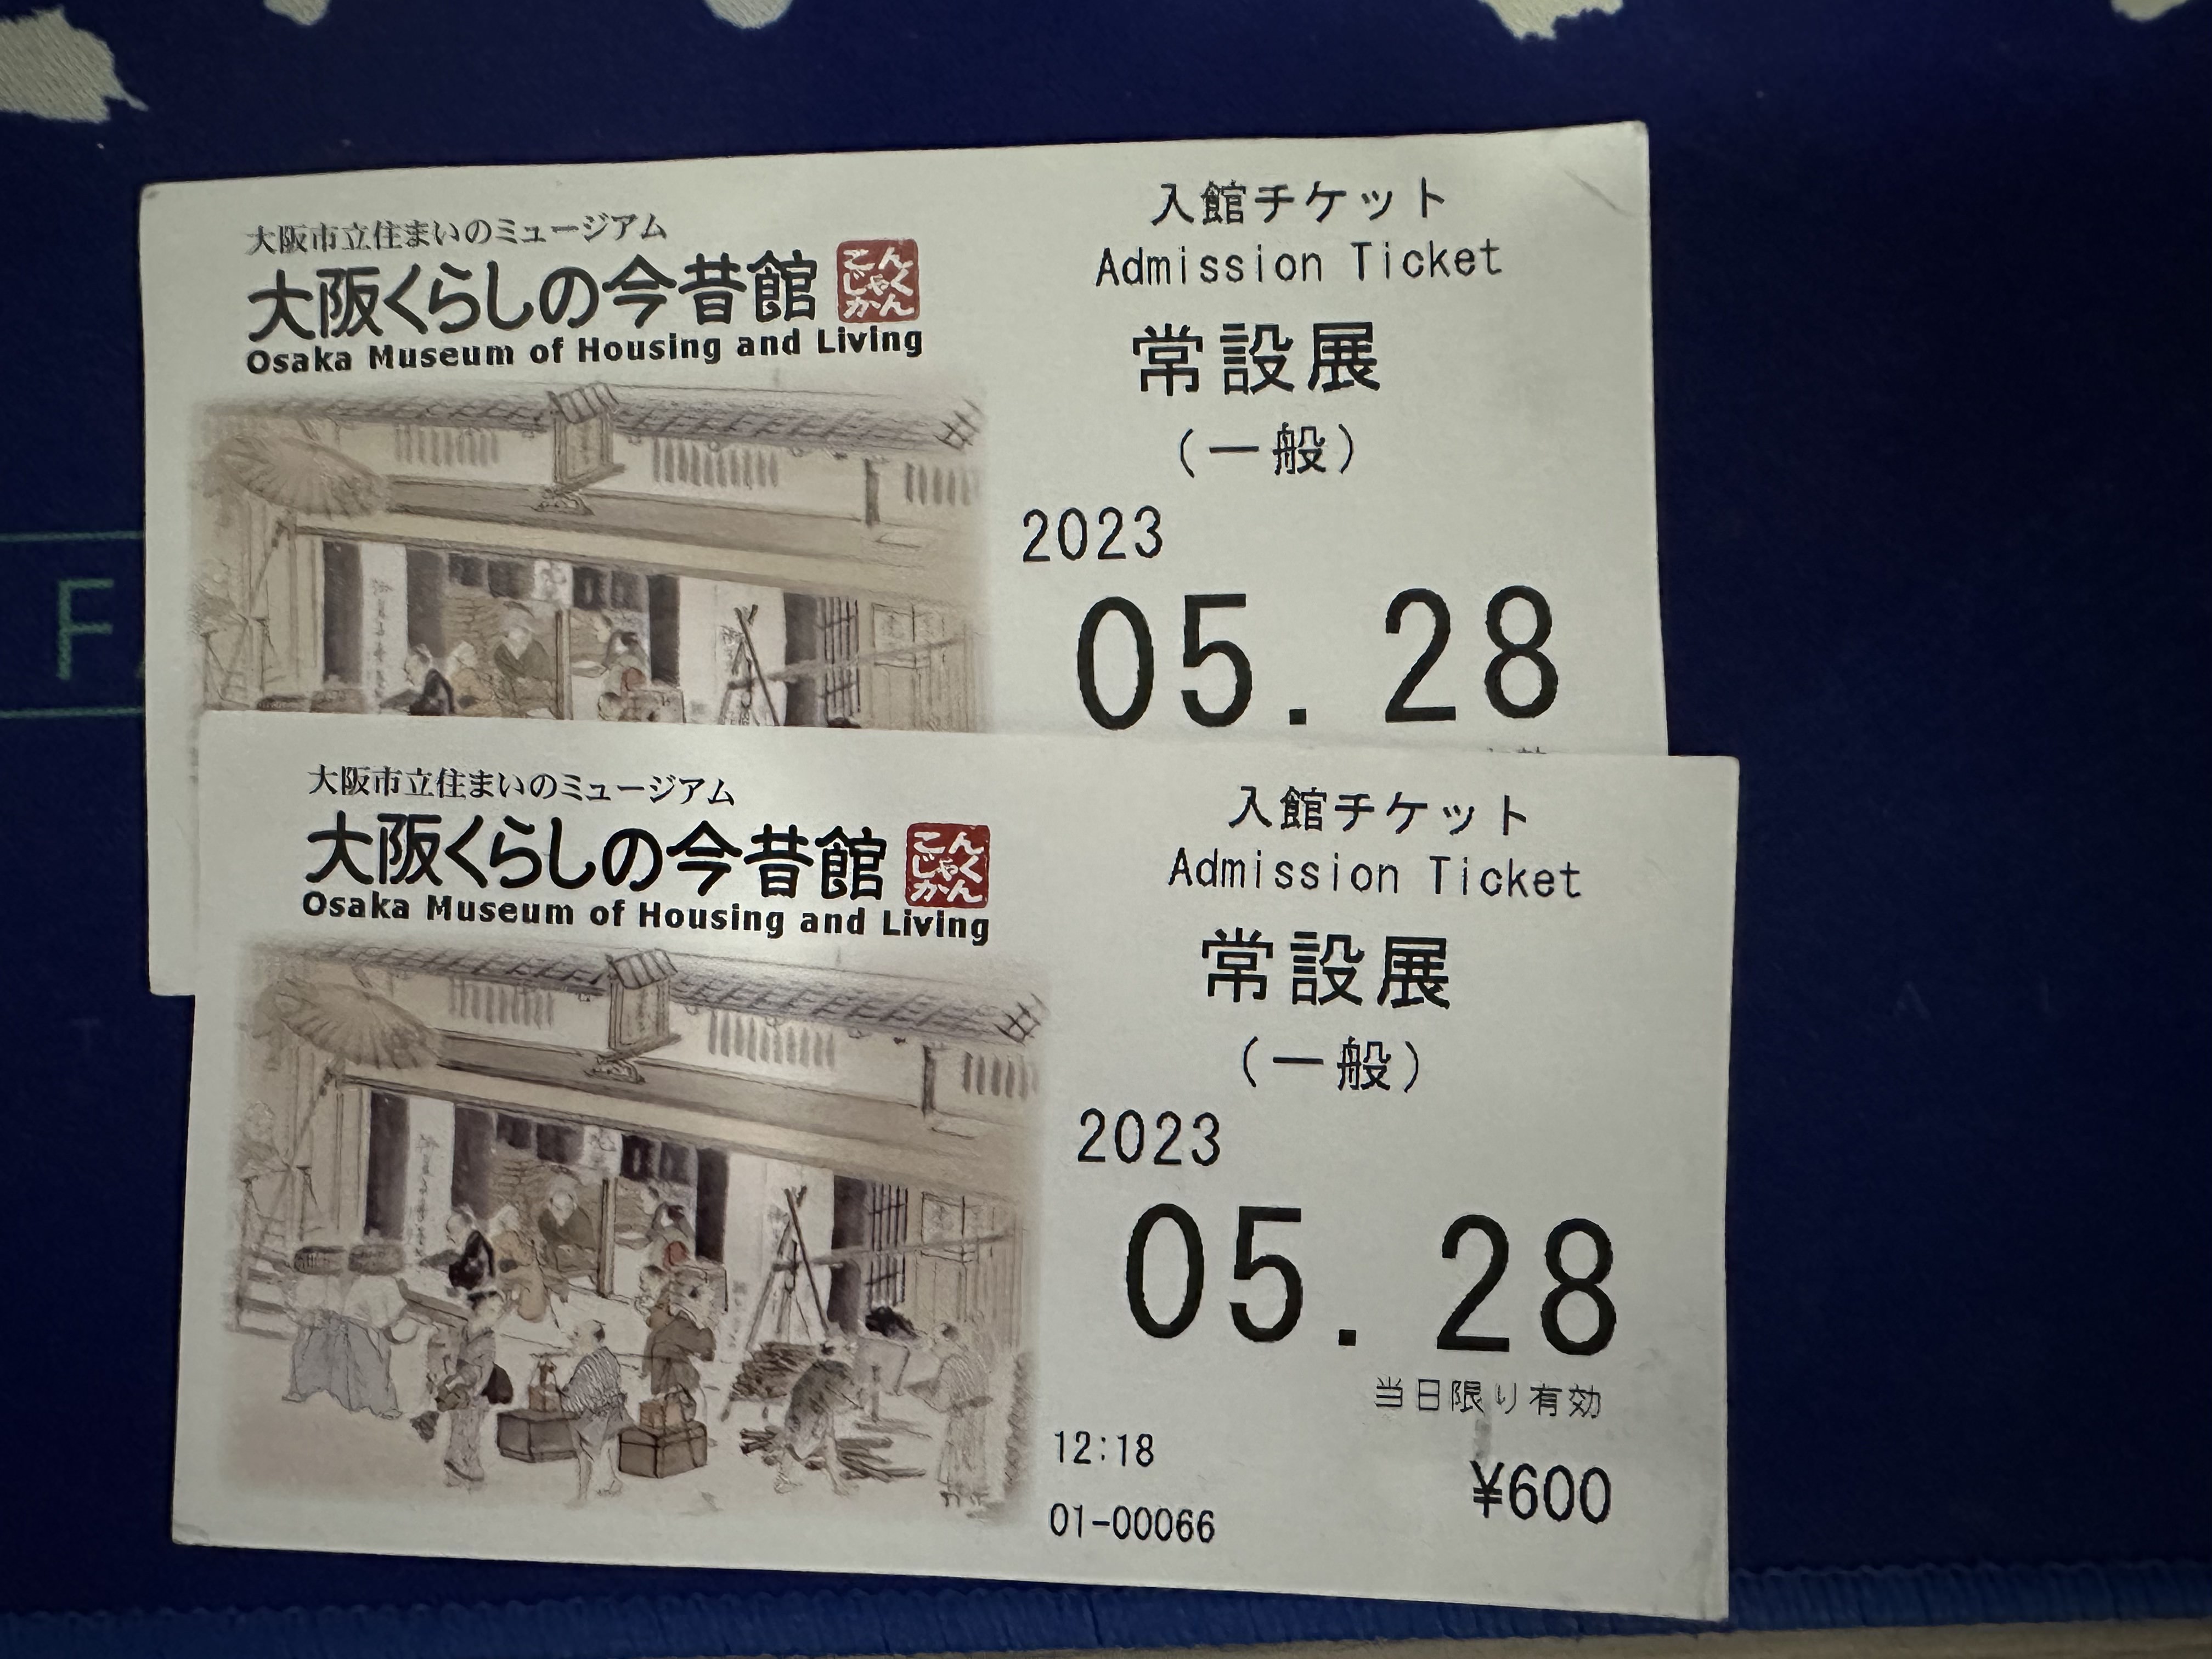 大阪市立住まいのミュージアム
大阪くらしの今昔館
こんじゃくかん
Osaka Museum of Housing and Living
入館チケット
Admission Ticket
常設展
(一般)
2023
05. 28
大阪市立住まいのミュージアム
大阪くらしの今昔館
こんじゃくかん
Osaka Museum of Housing and Living
入館チケット
Admission Ticket
常設展
(一般)
2023
05. 28
当日限り有効
12:18
¥600
01-00066
F